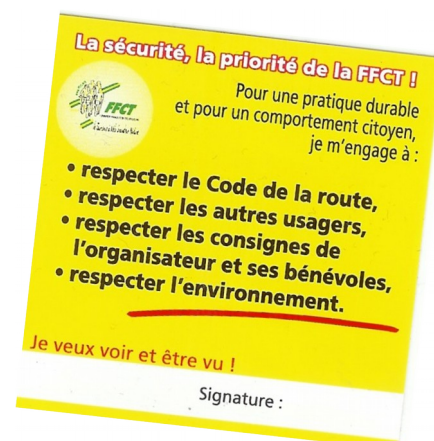 La sécurité, la priorité de la FFCT !
FFCT
Pour une pratique durable
et pour un comportement citoyen,
je m'engage à :
• respecter le Code de la route,
• respecter les autres usagers,
• respecter les consignes de
l'organisateur et ses bénévoles,
• respecter l'environnement.
Je veux voir et être vu !
Signature :